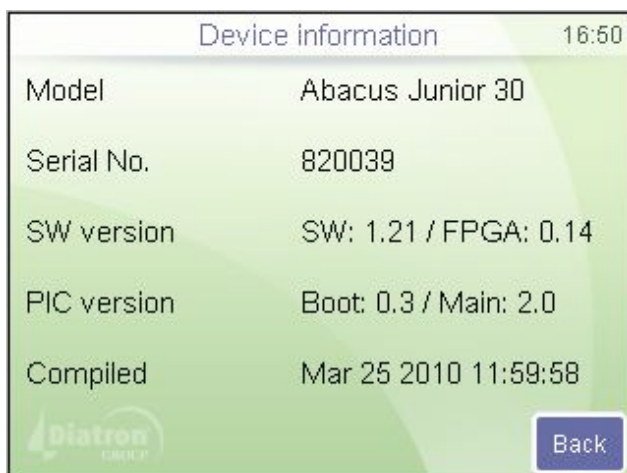 Device information 16:50
Model Abacus Junior 30
Serial No. 820039
SW version SW: 1.21 / FPGA: 0.14
PIC version Boot: 0.3 / Main: 2.0
Compiled Mar 25 2010 11:59:58
Diatron
GROUP
Back